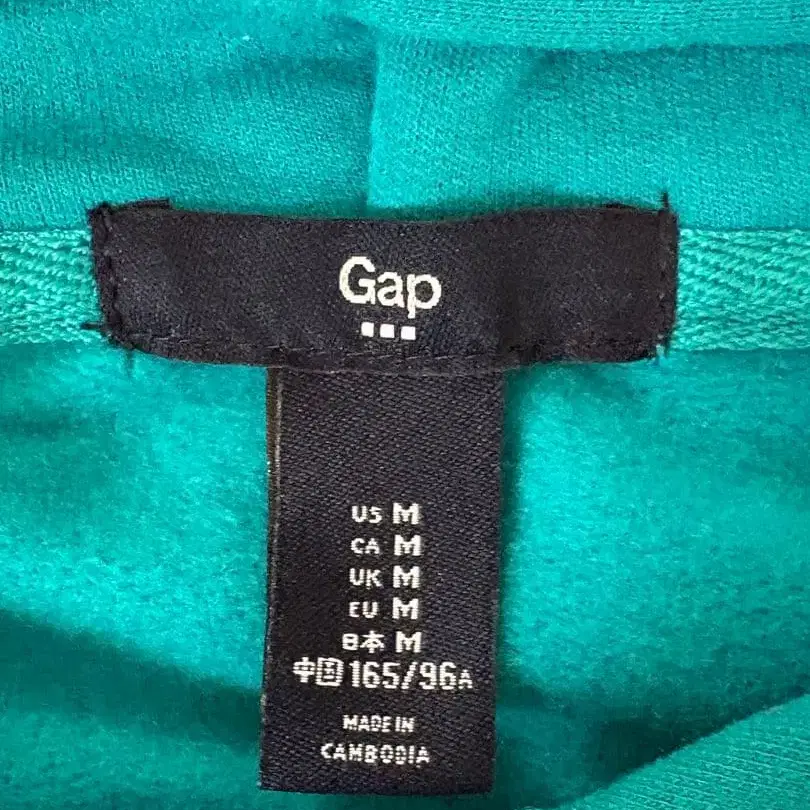 Gap
US M
CA M
UK M
EU M
日本 M
中国 165/96A
MADE IN
CAMBODIA